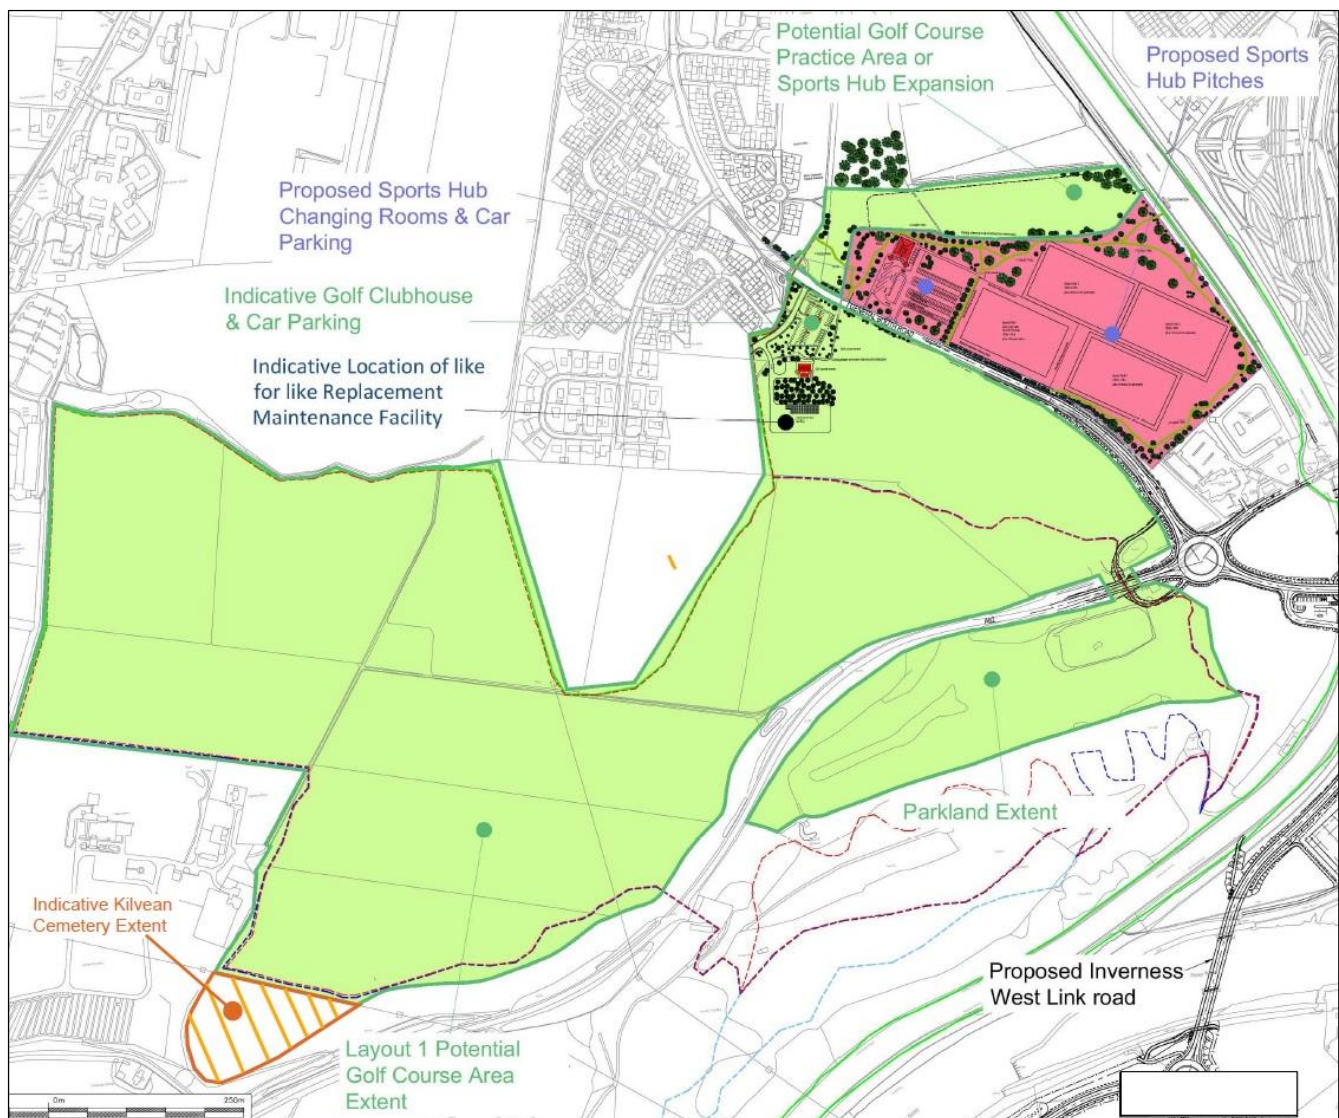 Potential Golf Course
Practice Area or
Sports Hub Expansion
Proposed Sports
Hub Pitches
Proposed Sports Hub
Changing Rooms & Car
Parking
Indicative Golf Clubhouse
& Car Parking
Indicative Location of like
for like Replacement
Maintenance Facility
A82
Parkland Extent
Indicative Kilvean
Cemetery Extent
Proposed Inverness
West Link road
Layout 1 Potential
Golf Course Area
Extent
0m
250m